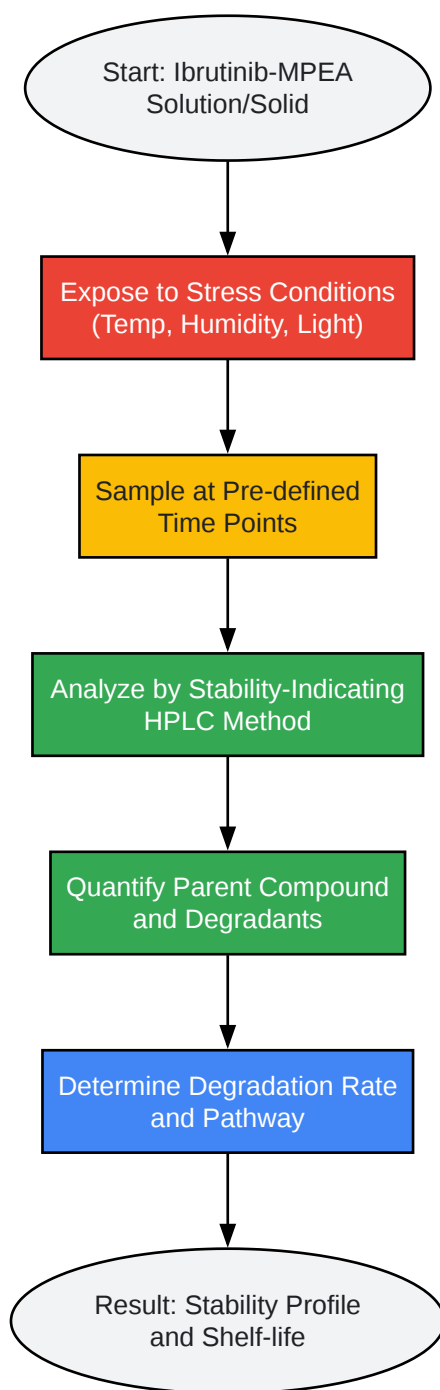 Start: Ibrutinib-MPEA
Solution/Solid
Expose to Stress Conditions
(Temp, Humidity, Light)
Sample at Pre-defined
Time Points
Analyze by Stability-Indicating
HPLC Method
Quantify Parent Compound
and Degradants
Determine Degradation Rate
and Pathway
Result: Stability Profile
and Shelf-life